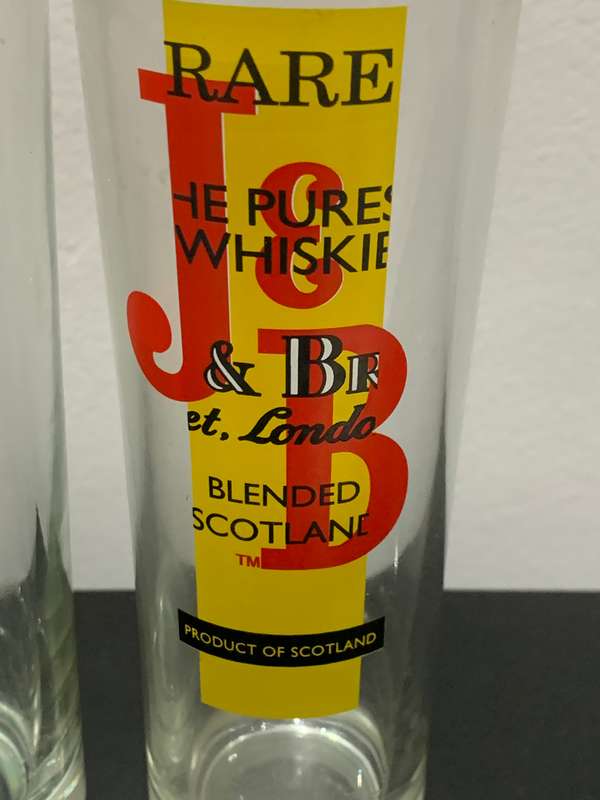 RARE
J&B
HE PURES
WHISKIE
& BR
et, Londo
BLENDED
SCOTLAND
TM
PRODUCT OF SCOTLAND